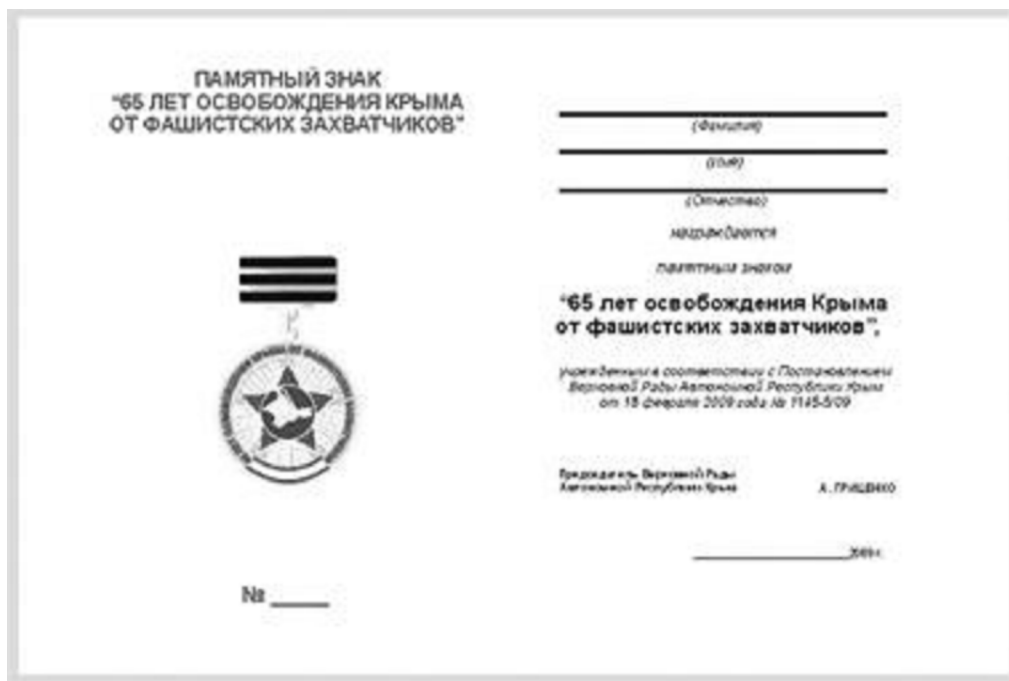 ПАМЯТНЫЙ ЗНАК
"65 ЛЕТ ОСВОБОЖДЕНИЯ КРЫМА
ОТ ФАШИСТСКИХ ЗАХВАТЧИКОВ"
№ ____
(Фамилия)
(Имя)
(Отчество)
награждается
памятным знаком
"65 лет освобождения Крыма
от фашистских захватчиков",
учрежденным в соответствии с Постановлением
Верховной Рады Автономной Республики Крым
от 18 февраля 2009 года № 1145-5/09
Председатель Верховной Рады
Автономной Республики Крым А. ГРИЦЕНКО
2009 г.